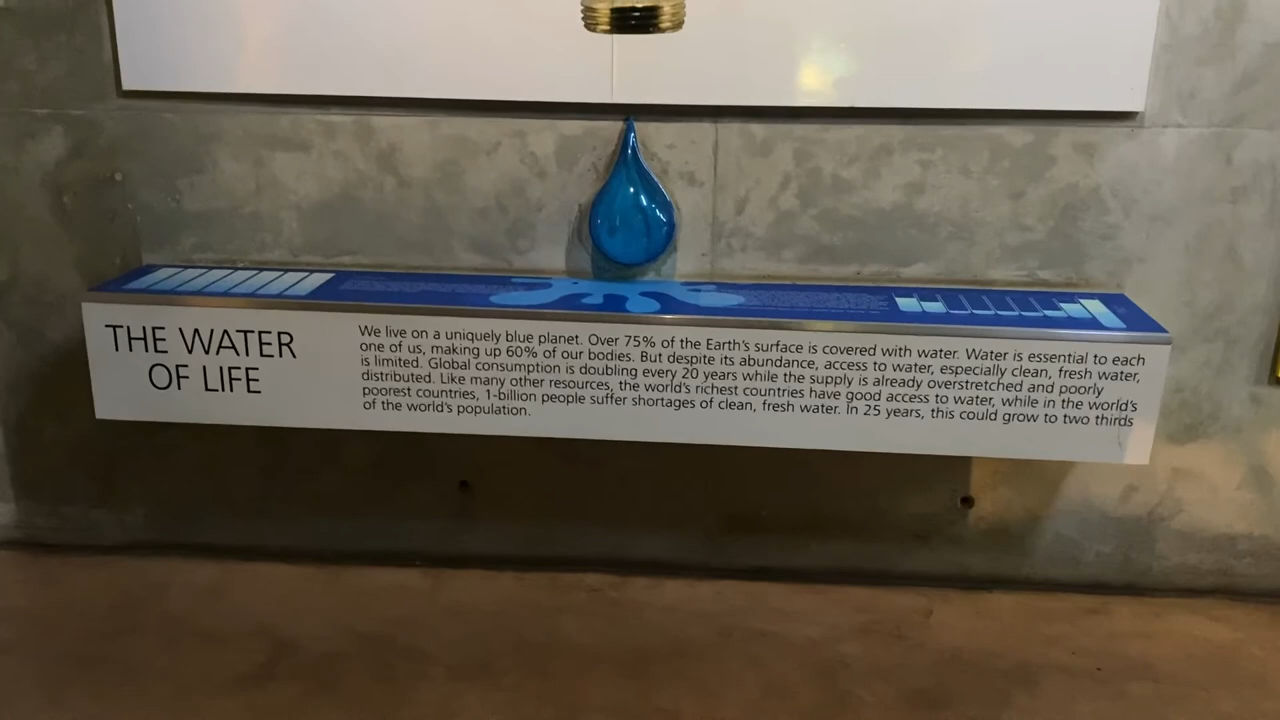 THE WATER
OF LIFE
We live on a uniquely blue planet. Over 75% of the Earth's surface is covered with water. Water is essential to each
one of us, making up 60% of our bodies. But despite its abundance, access to water, especially clean, fresh water,
is limited. Global consumption is doubling every 20 years while the supply is already overstretched and poorly
distributed. Like many other resources, the world's richest countries have good access to water, while in the world's
poorest countries, 1-billion people suffer shortages of clean, fresh water. In 25 years, this could grow to two thirds
of the world's population.